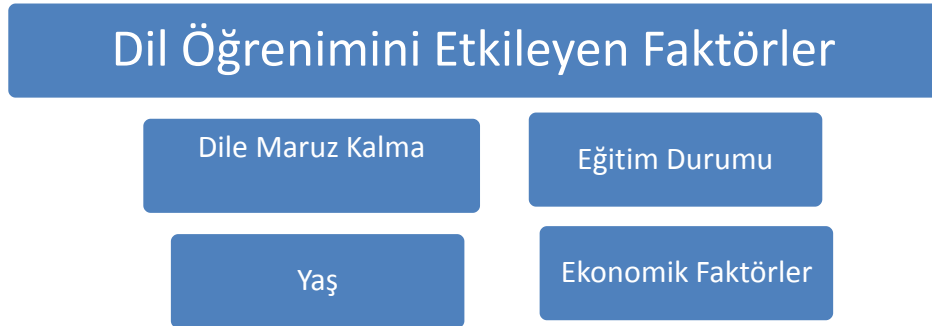 Dil Öğrenimini Etkileyen Faktörler
Dile Maruz Kalma
Eğitim Durumu
Yaş
Ekonomik Faktörler